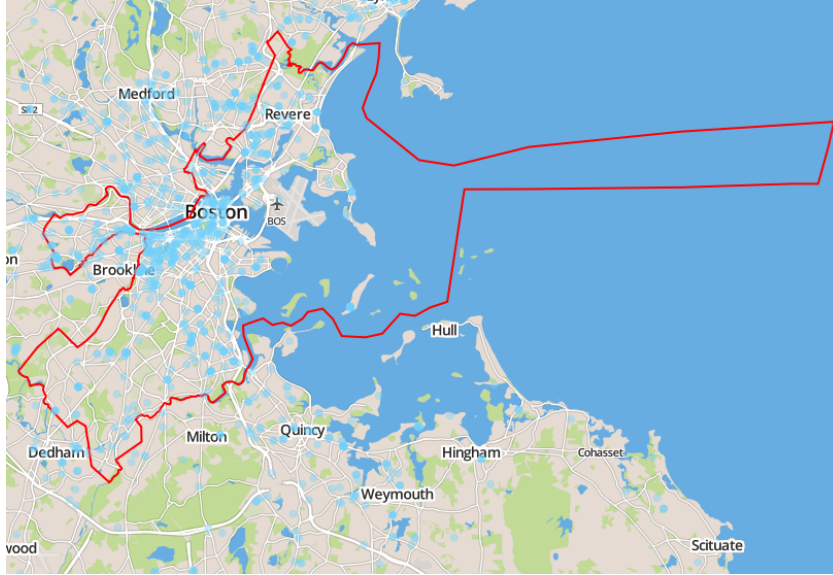 Medford
Revere
Boston
BOS
Brookline
Hull
Milton
Quincy
Dedham
Hingham
Cohasset
Weymouth
Scituate
wood
on